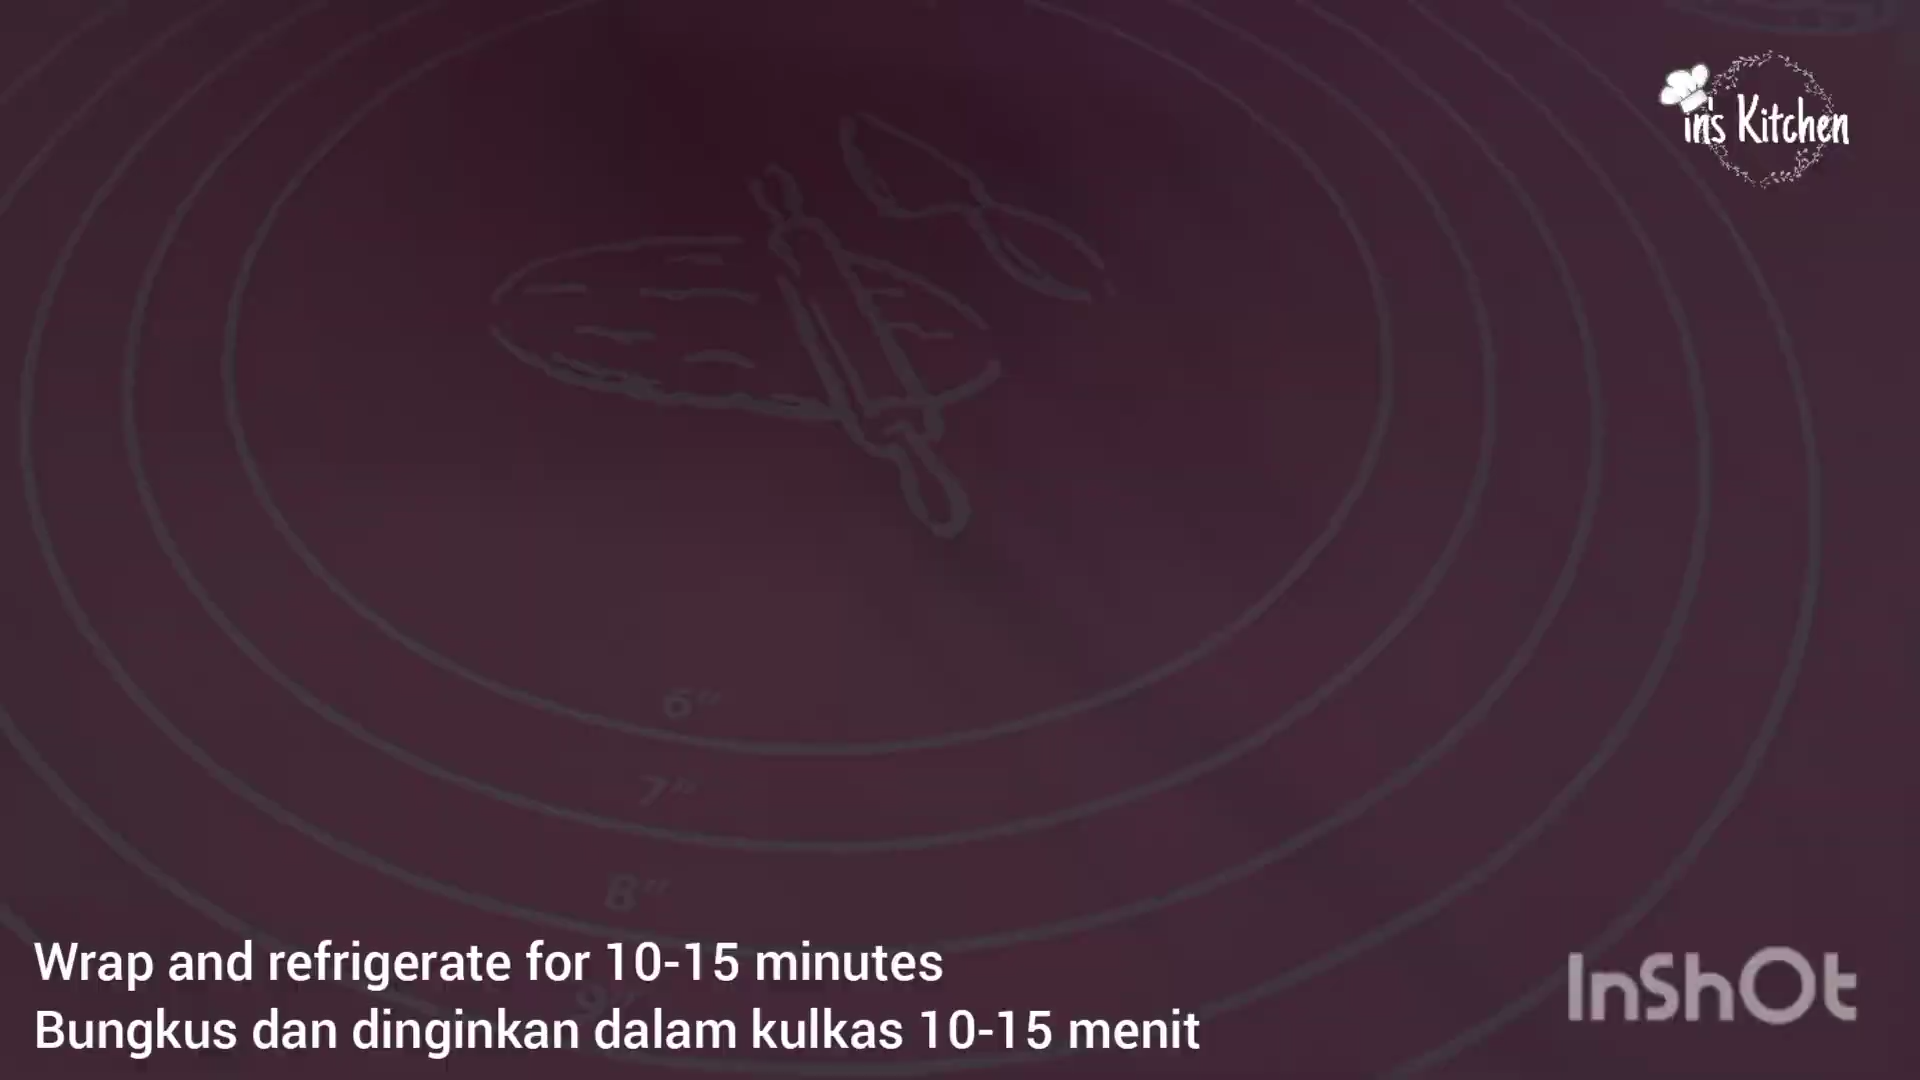 in's Kitchen
6"
7"
8"
9"
Wrap and refrigerate for 10-15 minutes
InShOt
Bungkus dan dinginkan dalam kulkas 10-15 menit